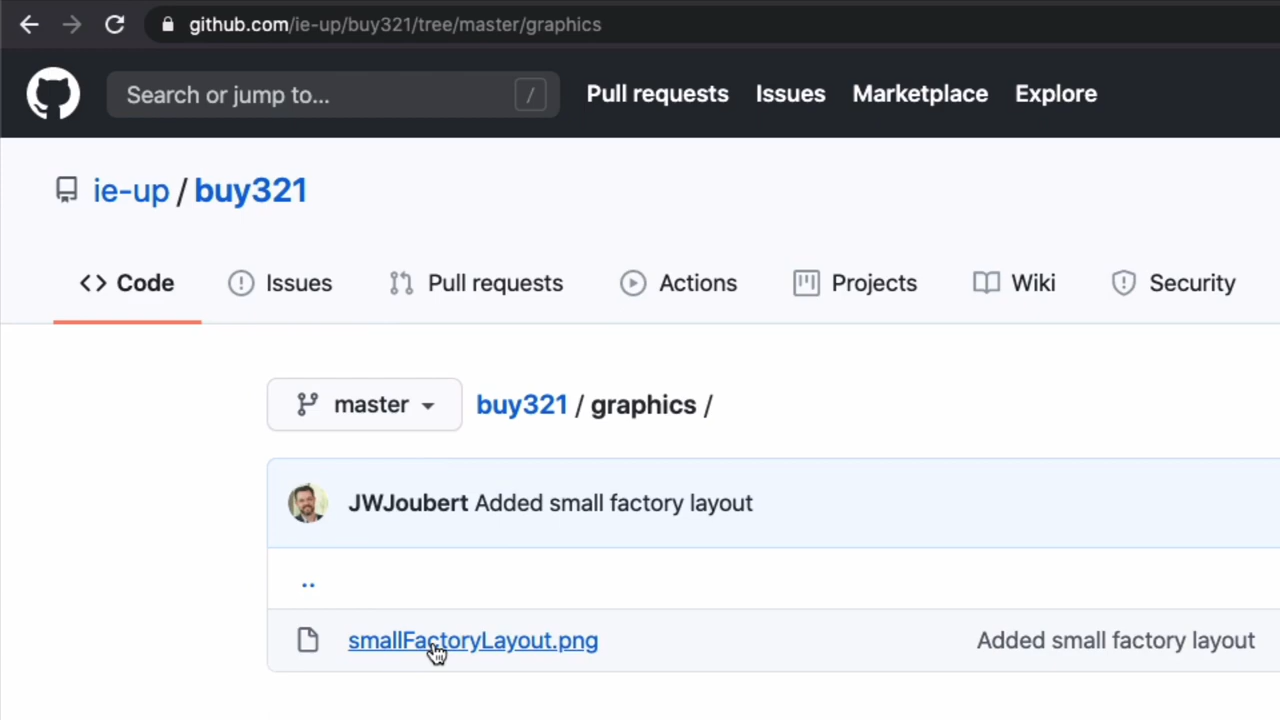 github.com/ie-up/buy321/tree/master/graphics
Search or jump to... /
Pull requests Issues Marketplace Explore
ie-up / buy321
Code Issues Pull requests Actions Projects Wiki Security
master buy321 / graphics /
JWJoubert Added small factory layout
..
smallFactoryLayout.png Added small factory layout